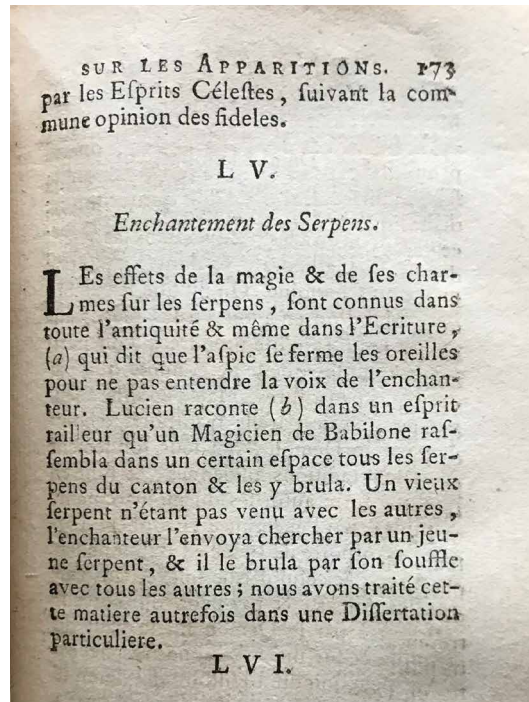 SUR LES APPARITIONS. 173
par les Eſprits Céleſtes, ſuivant la com-
mune opinion des fideles.
L V.
Enchantement des Serpens.
LEs effets de la magie & de ſes char-
mes ſur les ſerpens, ſont connus dans
toute l'antiquité & même dans l'Ecriture,
(a) qui dit que l'aſpic ſe ferme les oreilles
pour ne pas entendre la voix de l'enchan-
teur. Lucien raconte (b) dans un eſprit
railleur qu'un Magicien de Babilone raſ-
ſembla dans un certain eſpace tous les ſer-
pens du canton & les y brula. Un vieux
ſerpent n'étant pas venu avec les autres,
l'enchanteur l'envoya chercher par un jeu-
ne ſerpent, & il le brula par ſon ſouffle
avec tous les autres; nous avons traité cet-
te matiere autrefois dans une Diſſertation
particuliere.
L V I.